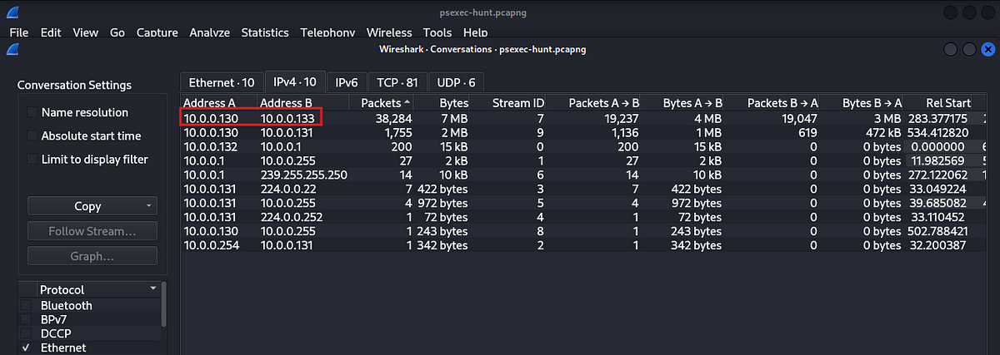 psexec-hunt.pcapng
File Edit View Go Capture Analyze Statistics Telephony Wireless Tools Help
Wireshark · Conversations · psexec-hunt.pcapng
Conversation Settings
Name resolution
Absolute start time
Limit to display filter
Copy
Follow Stream…
Graph…
Protocol
Bluetooth
BPv7
DCCP
Ethernet
Ethernet · 10 IPv4 · 10 IPv6 TCP · 81 UDP · 6
Address A Address B Packets Bytes Stream ID Packets A → B Bytes A → B Packets B → A Bytes B → A Rel Start
10.0.0.130 10.0.0.133 38,284 7 MB 7 19,237 4 MB 19,047 3 MB 283.377175
10.0.0.130 10.0.0.131 1,755 2 MB 9 1,136 1 MB 619 472 kB 534.412820
10.0.0.132 10.0.0.1 200 15 kB 0 200 15 kB 0 0 bytes 0.000000
10.0.0.1 10.0.0.255 27 2 kB 1 27 2 kB 0 0 bytes 11.982569
10.0.0.1 239.255.255.250 14 10 kB 6 14 10 kB 0 0 bytes 272.122062
10.0.0.131 224.0.0.22 7 422 bytes 3 7 422 bytes 0 0 bytes 33.049224
10.0.0.131 10.0.0.255 4 972 bytes 5 4 972 bytes 0 0 bytes 39.685082
10.0.0.131 224.0.0.252 1 72 bytes 4 1 72 bytes 0 0 bytes 33.110452
10.0.0.130 10.0.0.255 1 243 bytes 8 1 243 bytes 0 0 bytes 502.788421
10.0.0.254 10.0.0.131 1 342 bytes 2 1 342 bytes 0 0 bytes 32.200387